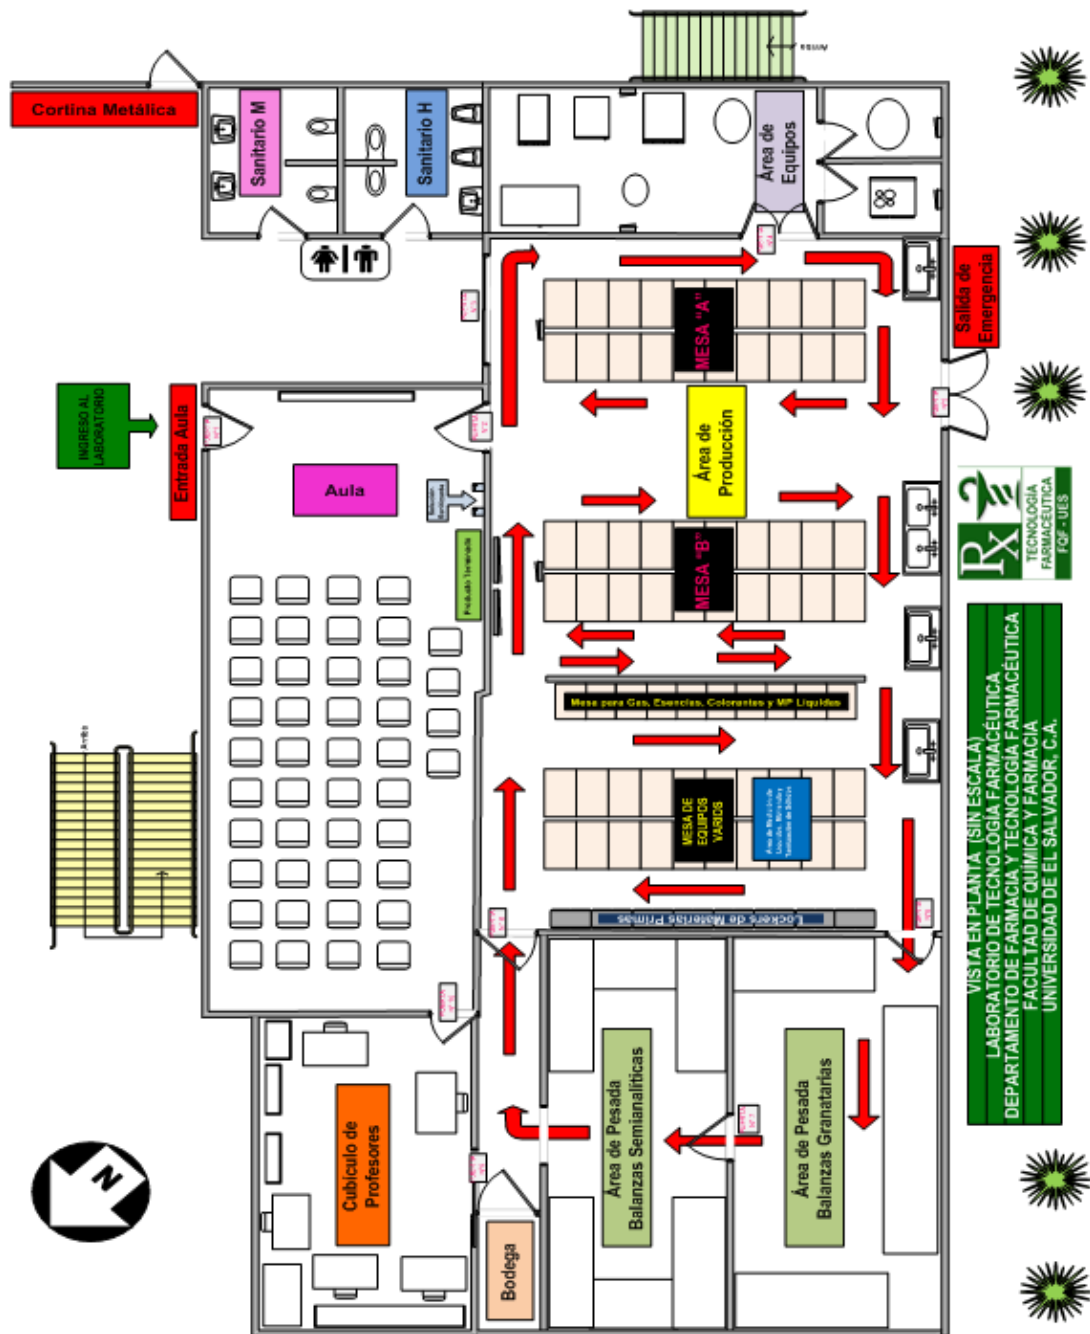 Arriba
Cortina Metálica
Sanitario M
Sanitario H
Área de
Equipos
Salida de
Emergencia
INGRESO AL
LABORATORIO
Entrada Aula
Aula
MESA "A"
Área de
Producción
MESA "B"
Producto Terminado
Mesa para Gas, Esencias, Colorantes y MP Líquidas
MESA DE
EQUIPOS
VARIOS
Lockers de Materias Primas
Arriba
Cubículo de
Profesores
Bodega
Área de Pesada
Balanzas Semianalíticas
Área de Pesada
Balanzas Granatarias
N
Rx
TECNOLOGÍA
FARMACÉUTICA
FQF - UES
VISTA EN PLANTA (SIN ESCALA)
LABORATORIO DE TECNOLOGÍA FARMACÉUTICA
DEPARTAMENTO DE FARMACIA Y TECNOLOGÍA FARMACÉUTICA
FACULTAD DE QUÍMICA Y FARMACIA
UNIVERSIDAD DE EL SALVADOR, C.A.